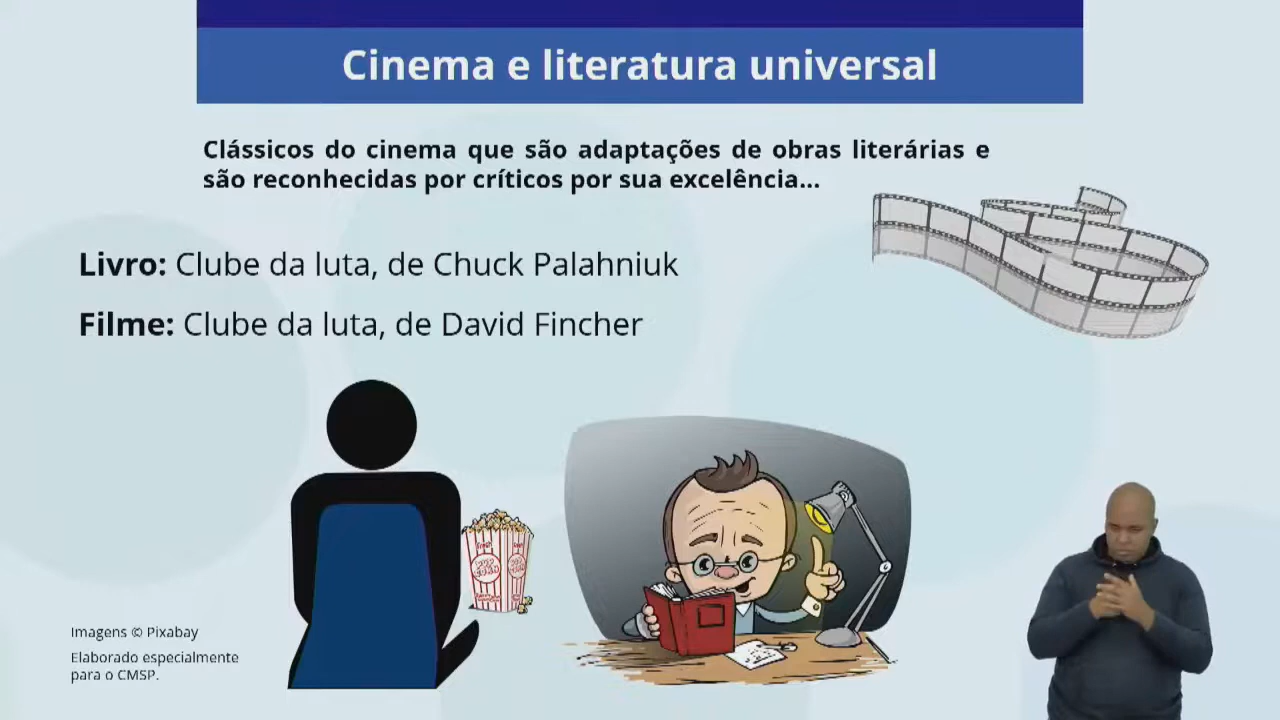 Cinema e literatura universal
Clássicos do cinema que são adaptações de obras literárias e
são reconhecidas por críticos por sua excelência...
Livro: Clube da luta, de Chuck Palahniuk
Filme: Clube da luta, de David Fincher
Imagens © Pixabay
Elaborado especialmente
para o CMSP.